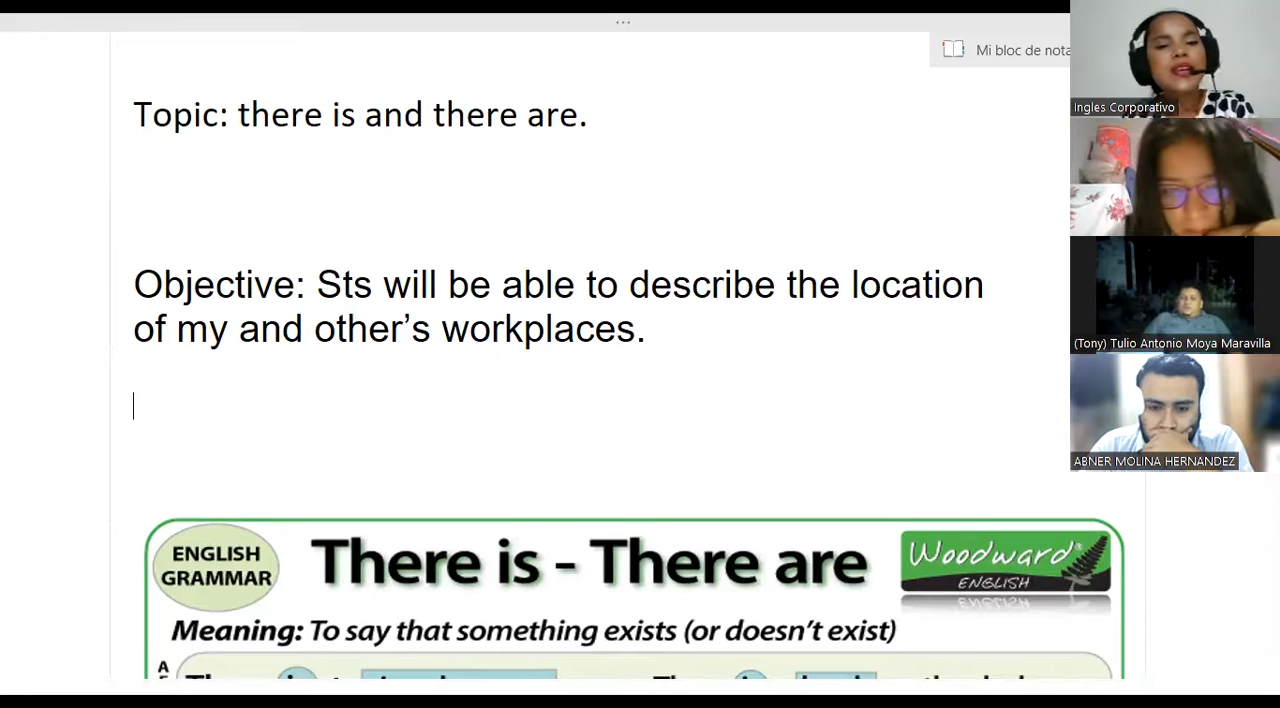 ...
Mi bloc de nota
Topic: there is and there are.
Ingles Corporativo
Objective: Sts will be able to describe the location
of my and other's workplaces.
(Tony) Tulio Antonio Moya Maravilla
ABNER MOLINA HERNANDEZ
ENGLISH
GRAMMAR
There is - There are
Woodward®
ENGLISH
Meaning: To say that something exists (or doesn't exist)